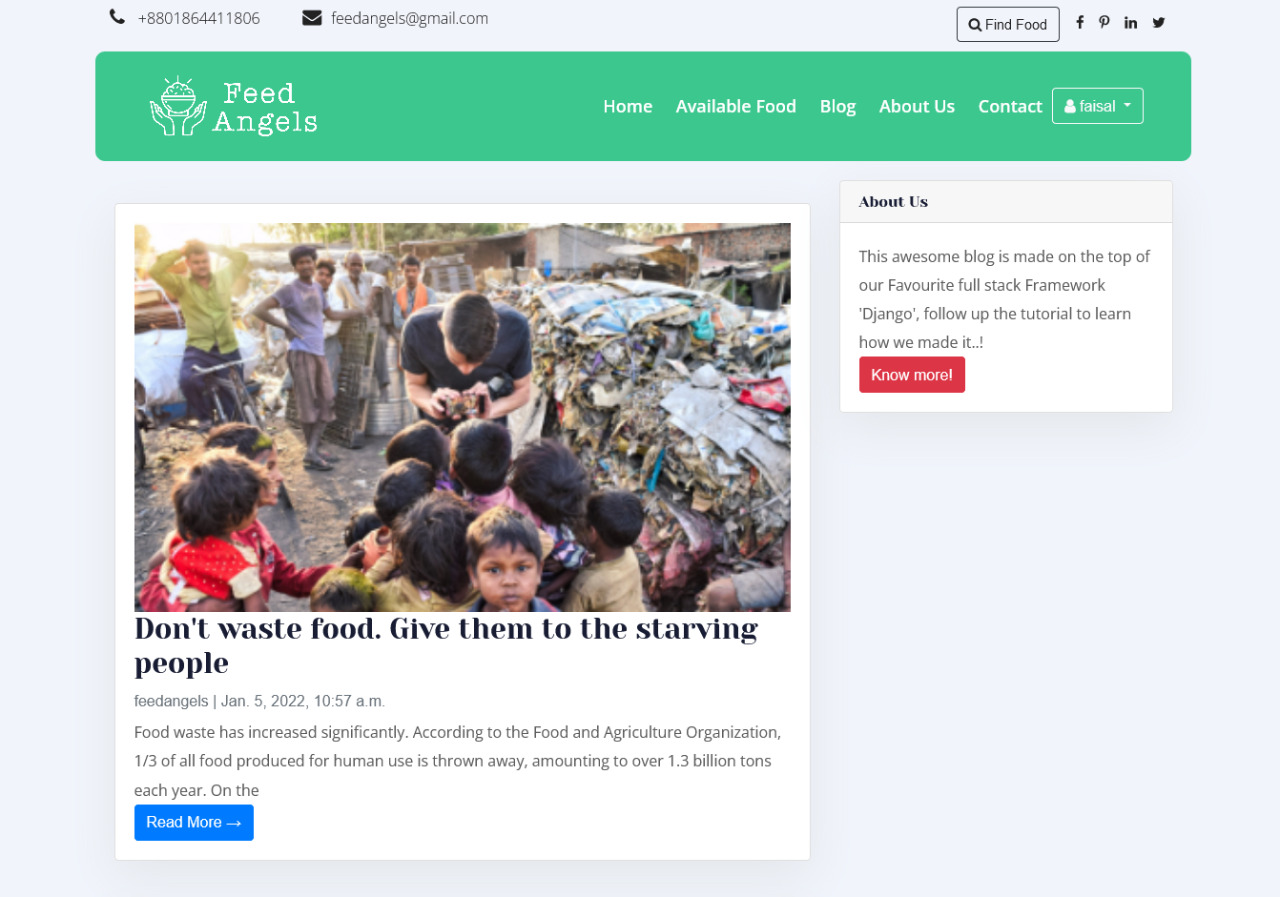 +8801864411806
feedangels@gmail.com
Find Food
Feed
Angels
Home
Available Food
Blog
About Us
Contact
faisal
Don't waste food. Give them to the starving
people
feedangels | Jan. 5, 2022, 10:57 a.m.
Food waste has increased significantly. According to the Food and Agriculture Organization,
1/3 of all food produced for human use is thrown away, amounting to over 1.3 billion tons
each year. On the
Read More →
About Us
This awesome blog is made on the top of
our Favourite full stack Framework
'Django', follow up the tutorial to learn
how we made it..!
Know more!